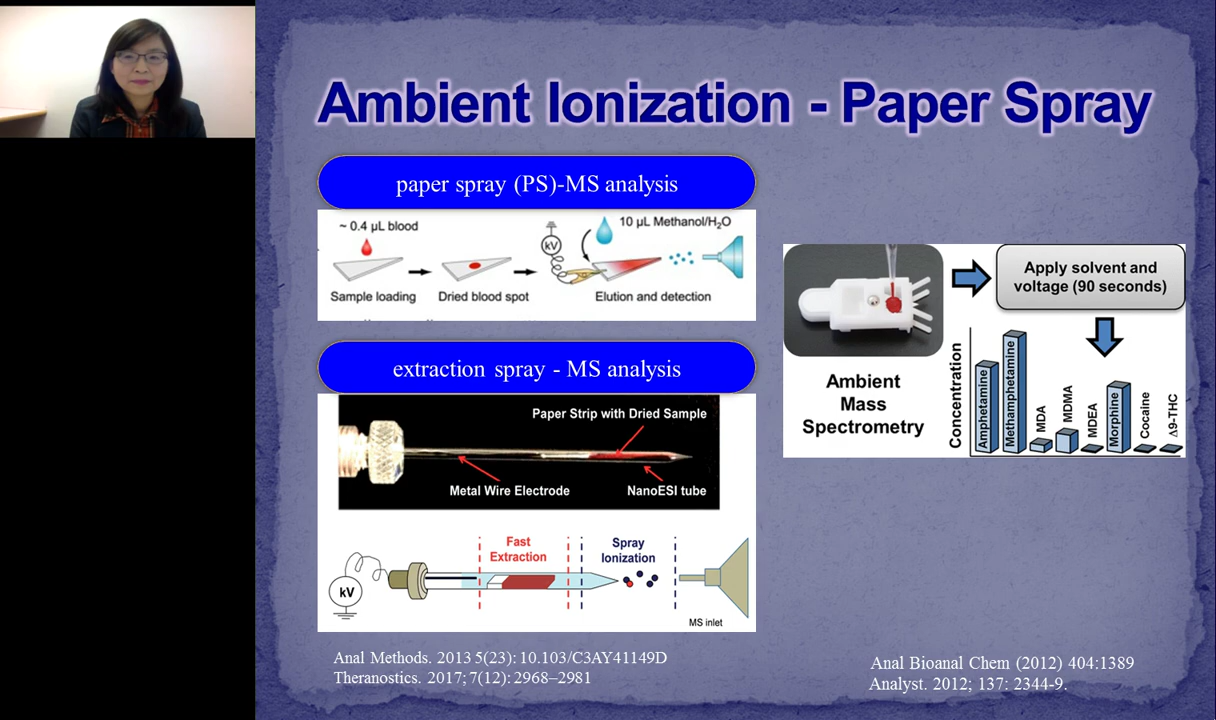 Ambient Ionization - Paper Spray
paper spray (PS)-MS analysis
~ 0.4 µL blood
10 µL Methanol/H₂O
kV
Sample loading
Dried blood spot
Elution and detection
extraction spray - MS analysis
Paper Strip with Dried Sample
Metal Wire Electrode
NanoESI tube
Fast
Extraction
Spray
Ionization
kV
MS inlet
Anal Methods. 2013 5(23): 10.103/C3AY41149D
Theranostics. 2017; 7(12): 2968–2981
Apply solvent and
voltage (90 seconds)
Ambient
Mass
Spectrometry
Concentration
Amphetamine
Methamphetamine
MDA
MDMA
MDEA
Morphine
Cocaine
Δ9-THC
Anal Bioanal Chem (2012) 404:1389
Analyst. 2012; 137: 2344-9.